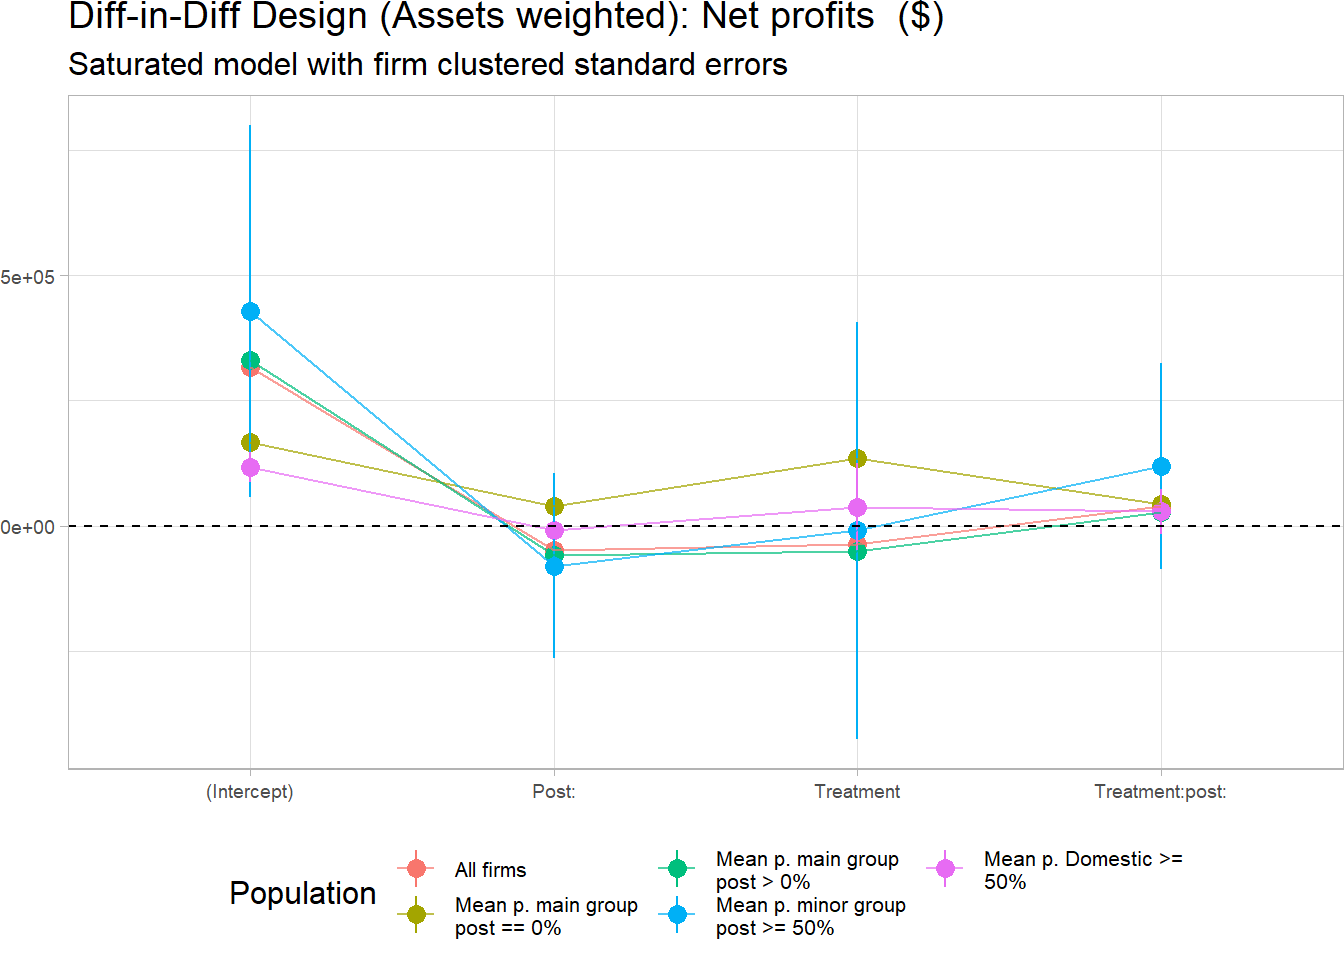 Diff-in-Diff Design (Assets weighted): Net profits  ($)
Saturated model with firm clustered standard errors
5e+05
0e+00
(Intercept)
Post:
Treatment
Treatment:post:
Population
All firms
Mean p. main group
post == 0%
Mean p. main group
post > 0%
Mean p. minor group
post >= 50%
Mean p. Domestic >=
50%